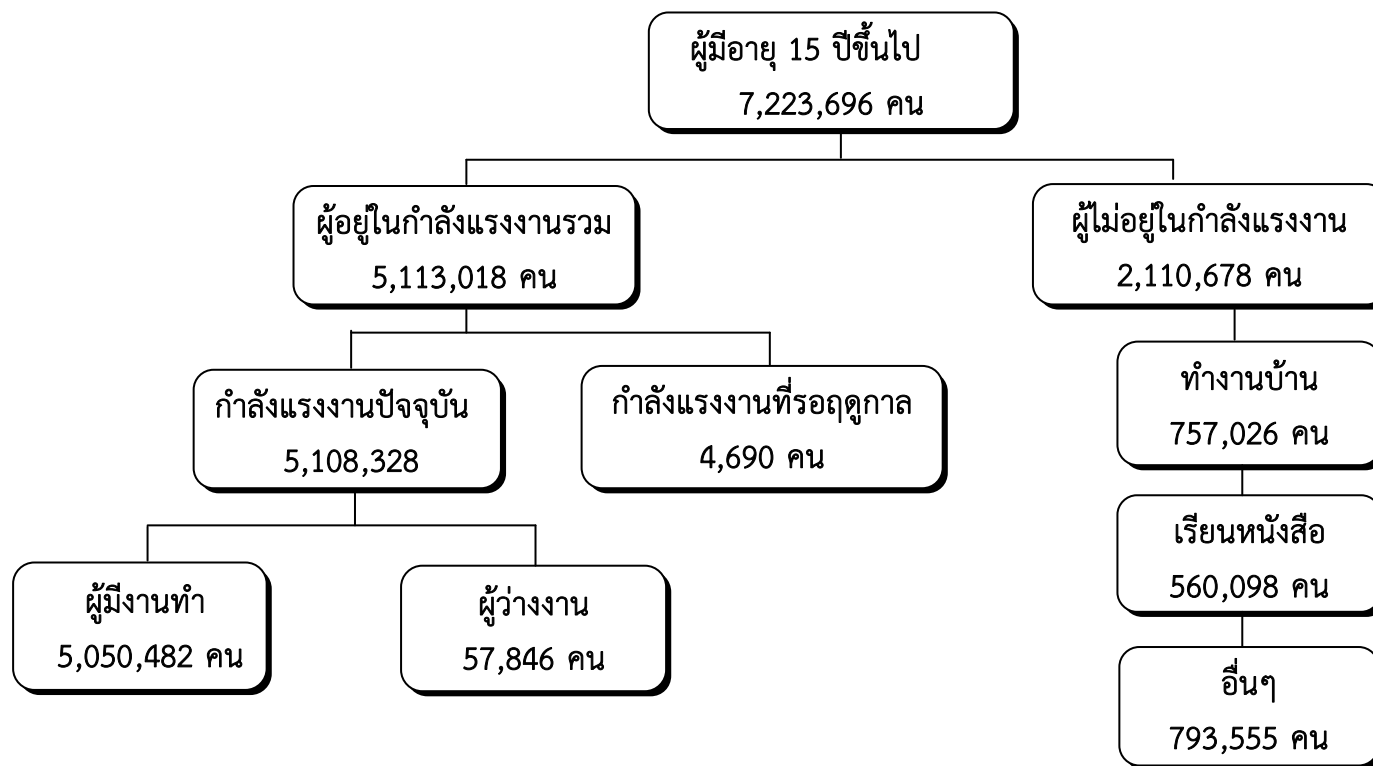 ผู้มีอายุ 15 ปีขึ้นไป
7,223,696 คน
ผู้อยู่ในกำลังแรงงานรวม
5,113,018 คน
ผู้ไม่อยู่ในกำลังแรงงาน
2,110,678 คน
กำลังแรงงานปัจจุบัน
5,108,328
กำลังแรงงานที่รอฤดูกาล
4,690 คน
ทำงานบ้าน
757,026 คน
เรียนหนังสือ
560,098 คน
ผู้มีงานทำ
5,050,482 คน
ผู้ว่างงาน
57,846 คน
อื่นๆ
793,555 คน